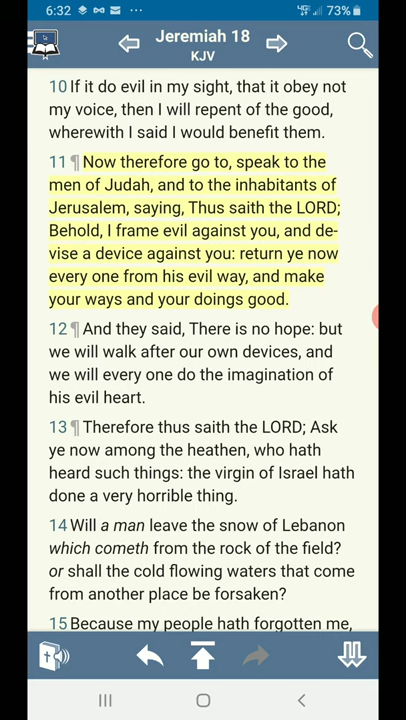 6:32 73%
Jeremiah 18
KJV
10 If it do evil in my sight, that it obey not
my voice, then I will repent of the good,
wherewith I said I would benefit them.
11 ¶ Now therefore go to, speak to the
men of Judah, and to the inhabitants of
Jerusalem, saying, Thus saith the LORD;
Behold, I frame evil against you, and de-
vise a device against you: return ye now
every one from his evil way, and make
your ways and your doings good.
12 ¶ And they said, There is no hope: but
we will walk after our own devices, and
we will every one do the imagination of
his evil heart.
13 ¶ Therefore thus saith the LORD; Ask
ye now among the heathen, who hath
heard such things: the virgin of Israel hath
done a very horrible thing.
14 Will a man leave the snow of Lebanon
which cometh from the rock of the field?
or shall the cold flowing waters that come
from another place be forsaken?
15 Because my people hath forgotten me,